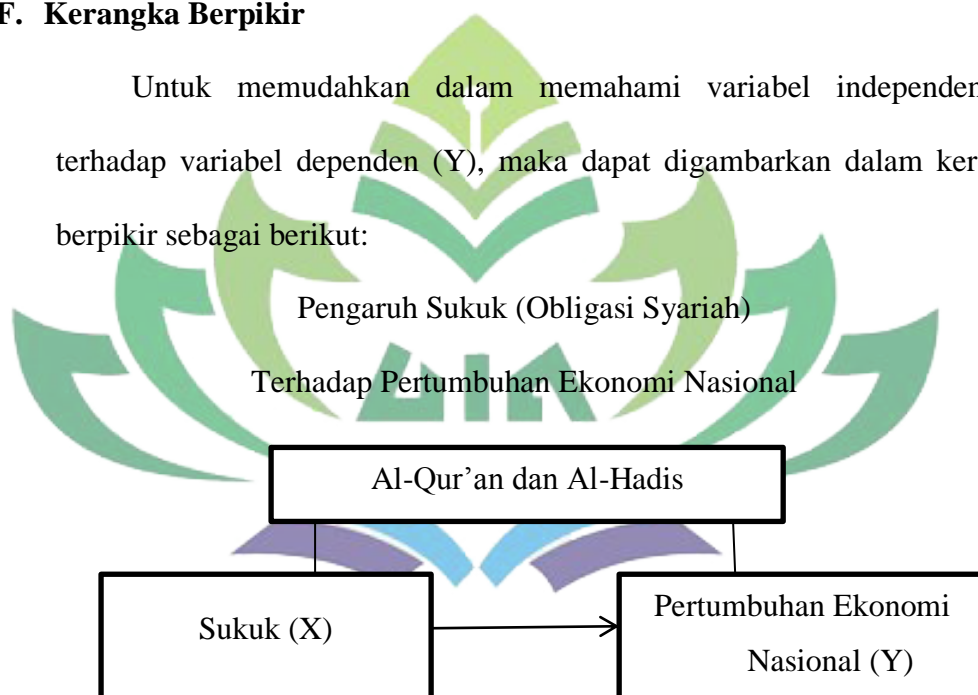 F. Kerangka Berpikir
Untuk memudahkan dalam memahami variabel independen
terhadap variabel dependen (Y), maka dapat digambarkan dalam ker
berpikir sebagai berikut:
Pengaruh Sukuk (Obligasi Syariah)
Terhadap Pertumbuhan Ekonomi Nasional
Al-Qur’an dan Al-Hadis
Sukuk (X)
Pertumbuhan Ekonomi
Nasional (Y)